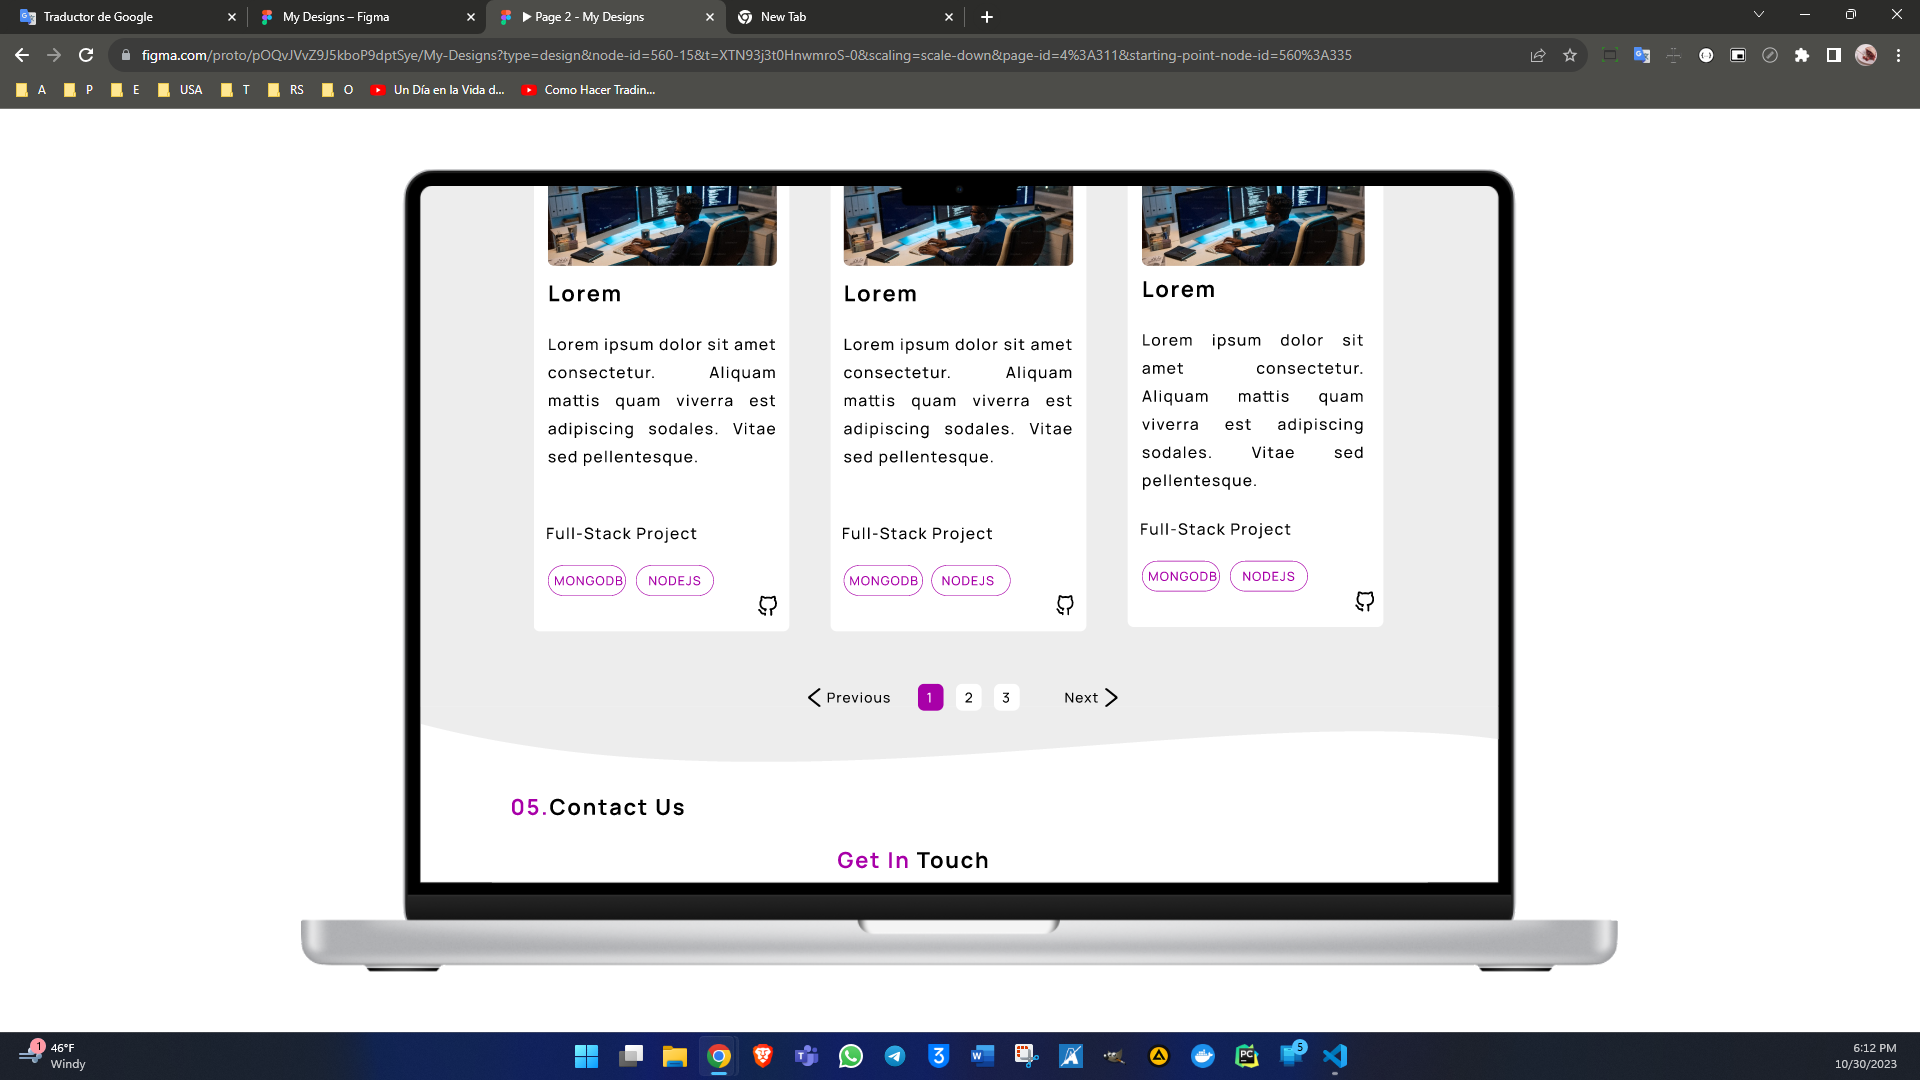 Traductor de Google
My Designs – Figma
Page 2 - My Designs
New Tab
figma.com/proto/pOQvJVvZ9J5kboP9dptSye/My-Designs?type=design&node-id=560-15&t=XTN93j3t0HnwmroS-0&scaling=scale-down&page-id=4%3A311&starting-point-node-id=560%3A335
A P E USA T RS O Un Día en la Vida d... Como Hacer Tradin...
Lorem
Lorem ipsum dolor sit amet
consectetur. Aliquam
mattis quam viverra est
adipiscing sodales. Vitae
sed pellentesque.
Full-Stack Project
MONGODB NODEJS
Lorem
Lorem ipsum dolor sit amet
consectetur. Aliquam
mattis quam viverra est
adipiscing sodales. Vitae
sed pellentesque.
Full-Stack Project
MONGODB NODEJS
Lorem
Lorem ipsum dolor sit
amet consectetur.
Aliquam mattis quam
viverra est adipiscing
sodales. Vitae sed
pellentesque.
Full-Stack Project
MONGODB NODEJS
Previous 1 2 3 Next
05.Contact Us
Get In Touch
1
46°F
Windy
5
6:12 PM
10/30/2023